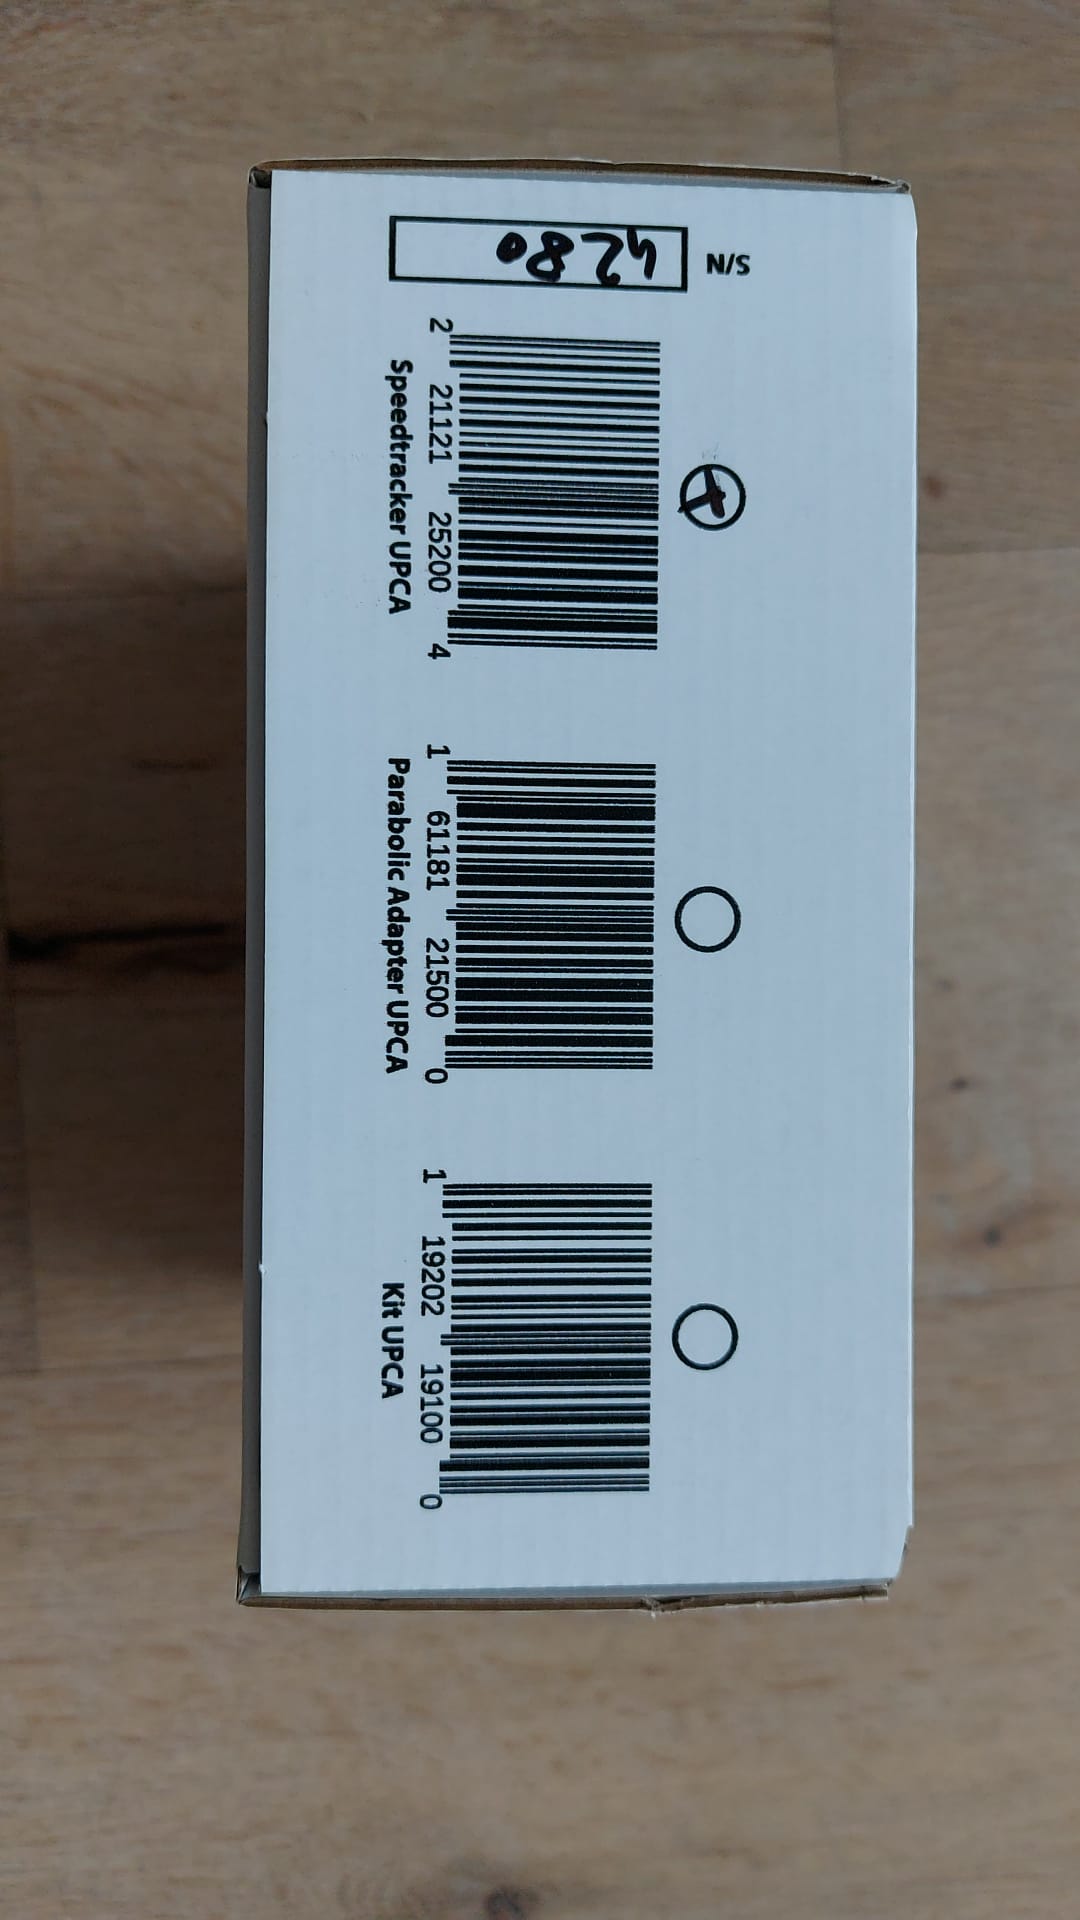 S/N 4280
2 21121 25200 4
Speedtracker UPCA
1 61181 21500 0
Parabolic Adapter UPCA
1 19202 19100 0
Kit UPCA